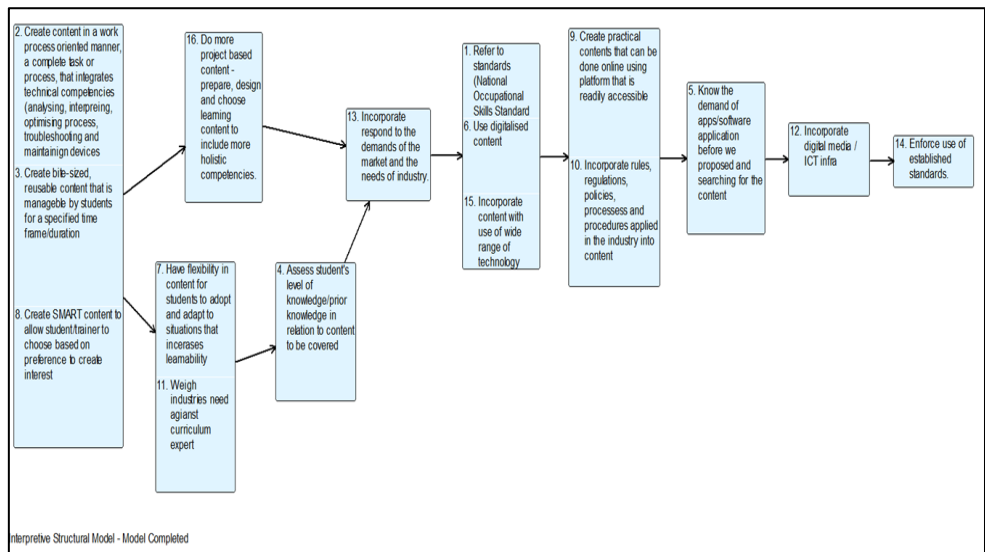 2. Create content in a work
process oriented manner,
a complete task or
process, that integrates
technical competencies
(analysing, interpreing,
optimising process,
troubleshooting and
maintainign devices
3. Create bite-sized,
reusable content that is
manageble by students
for a specified time
frame/duration
8. Create SMART content to
allow student/trainer to
choose based on
preference to create
interest
16. Do more
project based
content -
prepare, design
and choose
learning
content to
include more
holistic
competencies.
7. Have flexibility in
content for
students to adopt
and adapt to
situations that
incerases
learnability
11. Weigh
industries need
agianst
curriculum
expert
4. Assess student's
level of
knowledge/prior
knowledge in
relation to content
to be covered
13. Incorporate
respond to the
demands of the
market and the
needs of industry.
1. Refer to
standards
(National
Occupational
Skills Standard
6. Use digitalised
content
15. Incorporate
content with
use of wide
range of
technology
9. Create practical
contents that can be
done online using
platform that is
readily accessible
10. Incorporate rules,
regulations,
policies,
processess and
procedures applied
in the industry into
content
5. Know the
demand of
apps/software
application
before we
proposed and
searching for the
content
12. Incorporate
digital media /
ICT infra
14. Enforce use of
established
standards.
nterpretive Structural Model - Model Completed